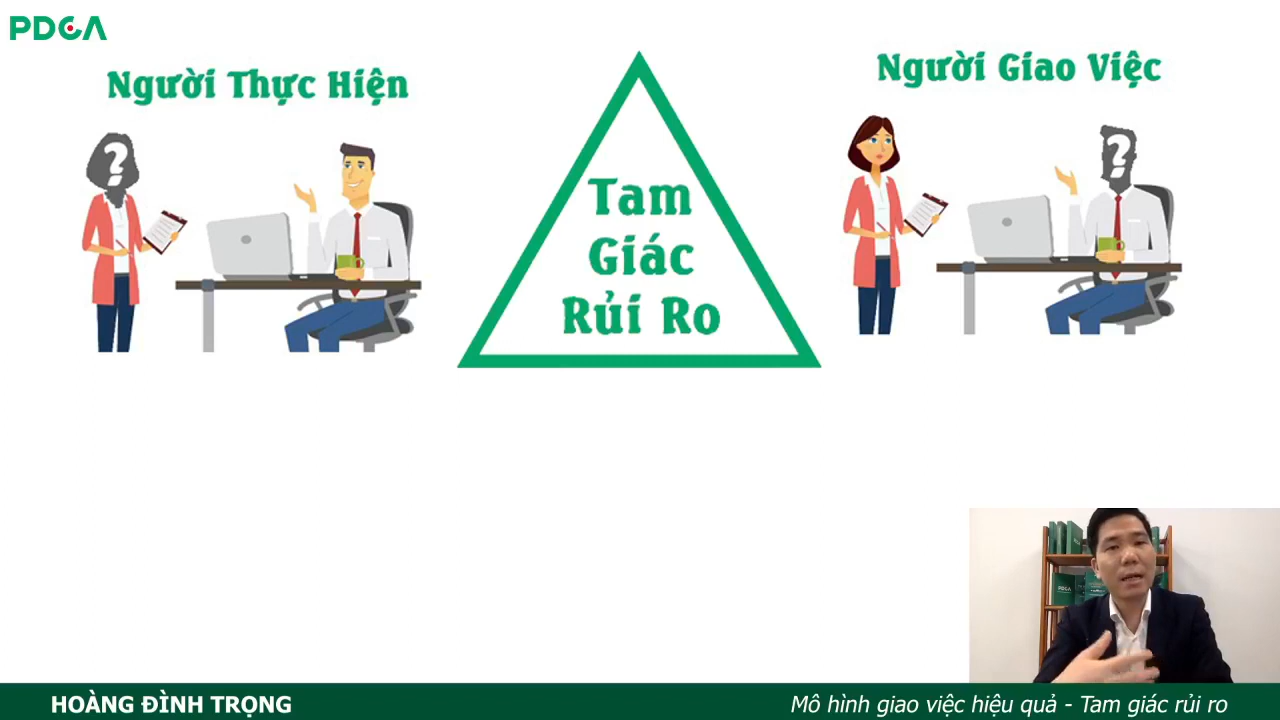 PDCA
Người Thực Hiện
Người Giao Việc
?
?
Tam
Giác
Rủi Ro
PDCA
HOÀNG ĐÌNH TRỌNG
Mô hình giao việc hiệu quả - Tam giác rủi ro